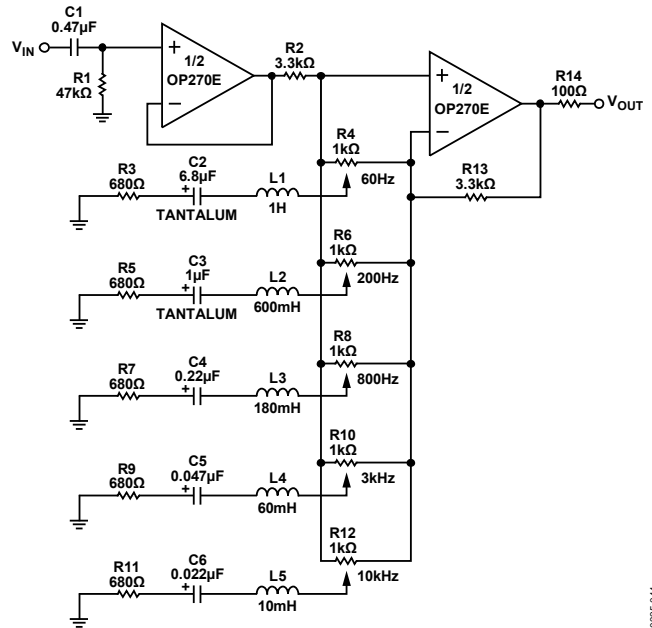 C1
0.47µF
VIN
R1
47kΩ
+
–
1/2
OP270E
R2
3.3kΩ
+
–
1/2
OP270E
R14
100Ω
VOUT
R13
3.3kΩ
R3
680Ω
C2
6.8µF
+
TANTALUM
L1
1H
R4
1kΩ
60Hz
R5
680Ω
C3
1µF
+
TANTALUM
L2
600mH
R6
1kΩ
200Hz
R7
680Ω
C4
0.22µF
+
L3
180mH
R8
1kΩ
800Hz
R9
680Ω
C5
0.047µF
+
L4
60mH
R10
1kΩ
3kHz
R11
680Ω
C6
0.022µF
+
L5
10mH
R12
1kΩ
10kHz